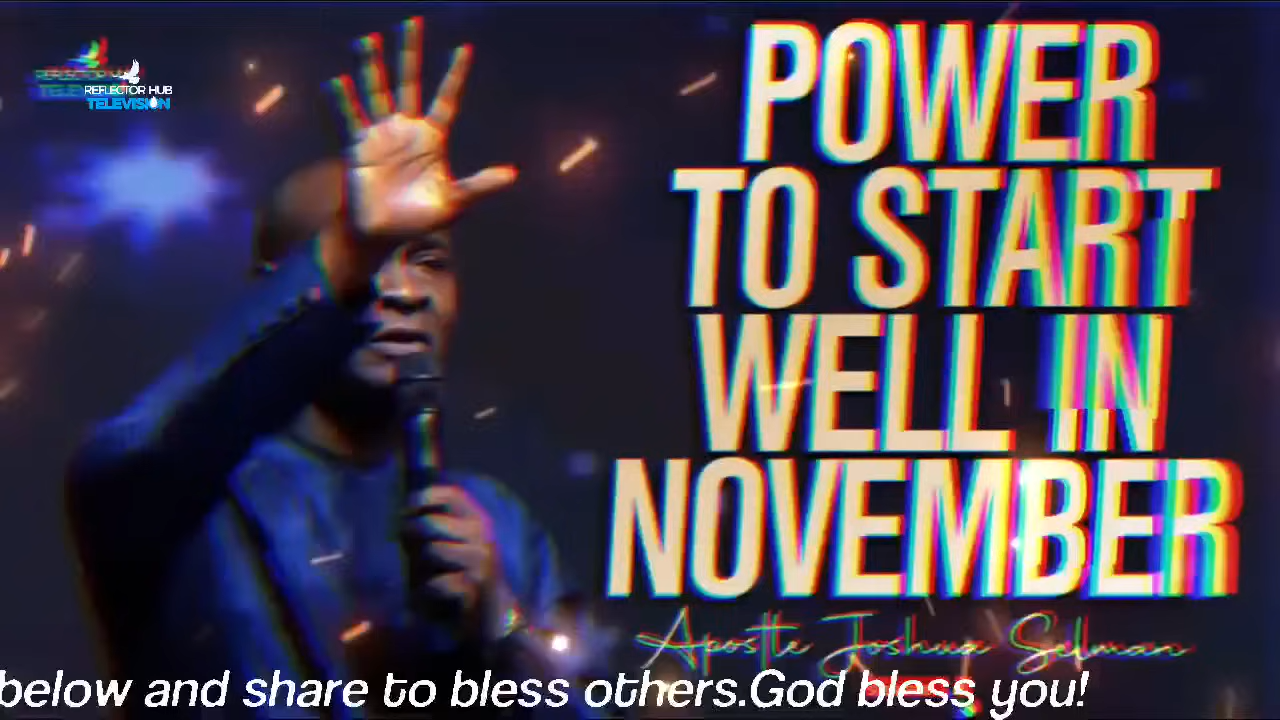 REFLECTOR HUB
TELEVISION
POWER
TO START
WELL IN
NOVEMBER
Apostle Joshua Selman
below and share to bless others.God bless you!